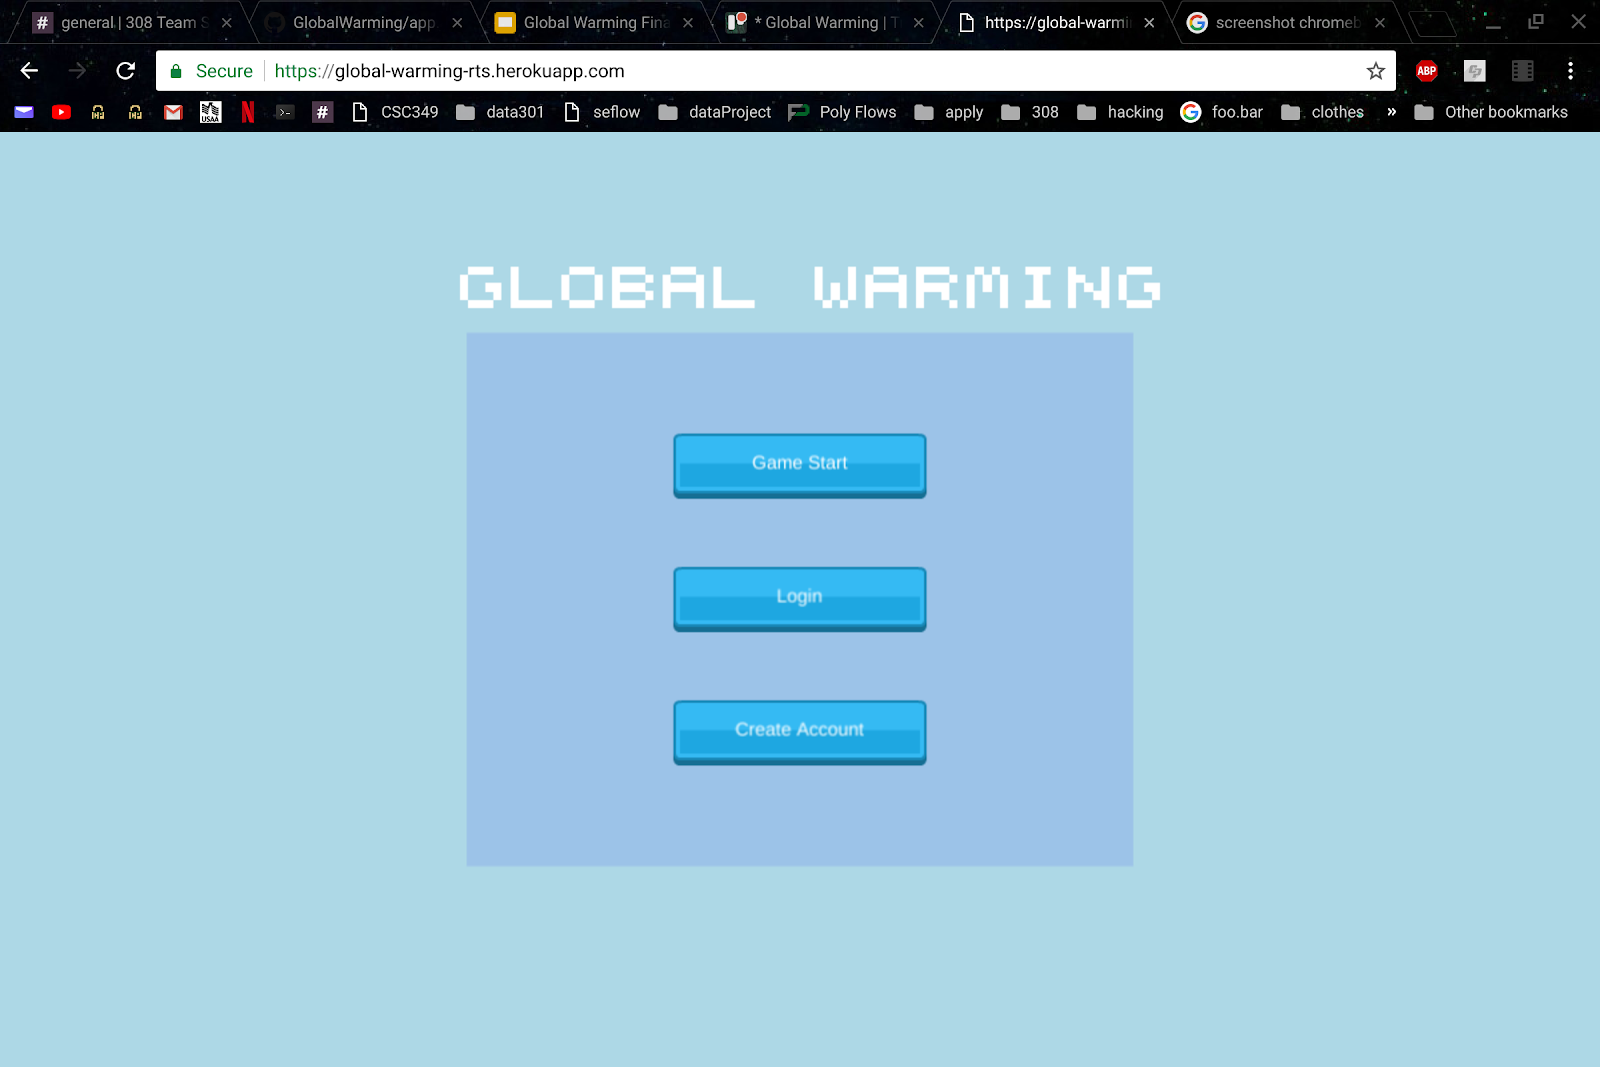 # general | 308 Team S
GlobalWarming/app.
Global Warming Fina
* Global Warming | T
https://global-warmi
screenshot chromeb
Secure https://global-warming-rts.herokuapp.com ABP
USAA N >_ # CSC349 data301 seflow dataProject Poly Flows apply 308 hacking foo.bar clothes » Other bookmarks
GLOBAL WARMING
Game Start
Login
Create Account